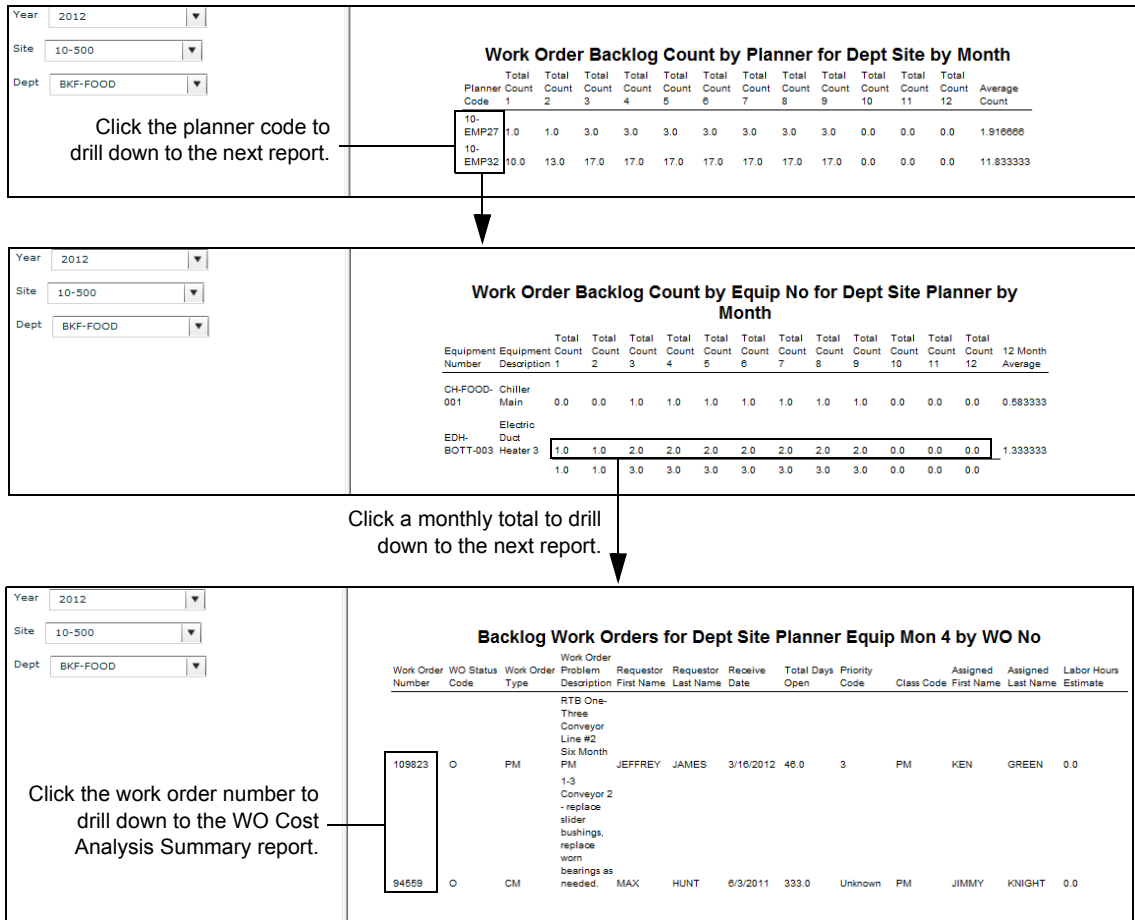 Year 2012
Site 10-500
Dept BKF-FOOD
Click the planner code to
drill down to the next report.
Work Order Backlog Count by Planner for Dept Site by Month
Total Total Total Total Total Total Total Total Total Total Total Total
Planner Count Count Count Count Count Count Count Count Count Count Count Count Average
Code 1 2 3 4 5 6 7 8 9 10 11 12 Count
10-
EMP27 1.0 1.0 3.0 3.0 3.0 3.0 3.0 3.0 3.0 0.0 0.0 0.0 1.916666
10-
EMP32 10.0 13.0 17.0 17.0 17.0 17.0 17.0 17.0 17.0 0.0 0.0 0.0 11.833333
Year 2012
Site 10-500
Dept BKF-FOOD
Work Order Backlog Count by Equip No for Dept Site Planner by
Month
Total Total Total Total Total Total Total Total Total Total Total Total
Equipment Equipment Count Count Count Count Count Count Count Count Count Count Count Count 12 Month
Number Description 1 2 3 4 5 6 7 8 9 10 11 12 Average
CH-FOOD- Chiller
001 Main 0.0 0.0 1.0 1.0 1.0 1.0 1.0 1.0 1.0 0.0 0.0 0.0 0.583333
Electric
EDH- Duct
BOTT-003 Heater 3 1.0 1.0 2.0 2.0 2.0 2.0 2.0 2.0 2.0 0.0 0.0 0.0 1.333333
1.0 1.0 3.0 3.0 3.0 3.0 3.0 3.0 3.0 0.0 0.0 0.0
Click a monthly total to drill
down to the next report.
Year 2012
Site 10-500
Dept BKF-FOOD
Backlog Work Orders for Dept Site Planner Equip Mon 4 by WO No
Work Order
Work Order WO Status Work Order Problem Requestor Requestor Receive Total Days Priority Assigned Assigned Labor Hours
Number Code Type Description First Name Last Name Date Open Code Class Code First Name Last Name Estimate
RTB One-
Three
Conveyor
Line #2
Six Month
109823 O PM PM JEFFREY JAMES 3/16/2012 46.0 3 PM KEN GREEN 0.0
1-3
Conveyor 2
- replace
slider
bushings,
replace
worn
bearings as
94559 O CM needed. MAX HUNT 6/3/2011 333.0 Unknown PM JIMMY KNIGHT 0.0
Click the work order number to
drill down to the WO Cost
Analysis Summary report.